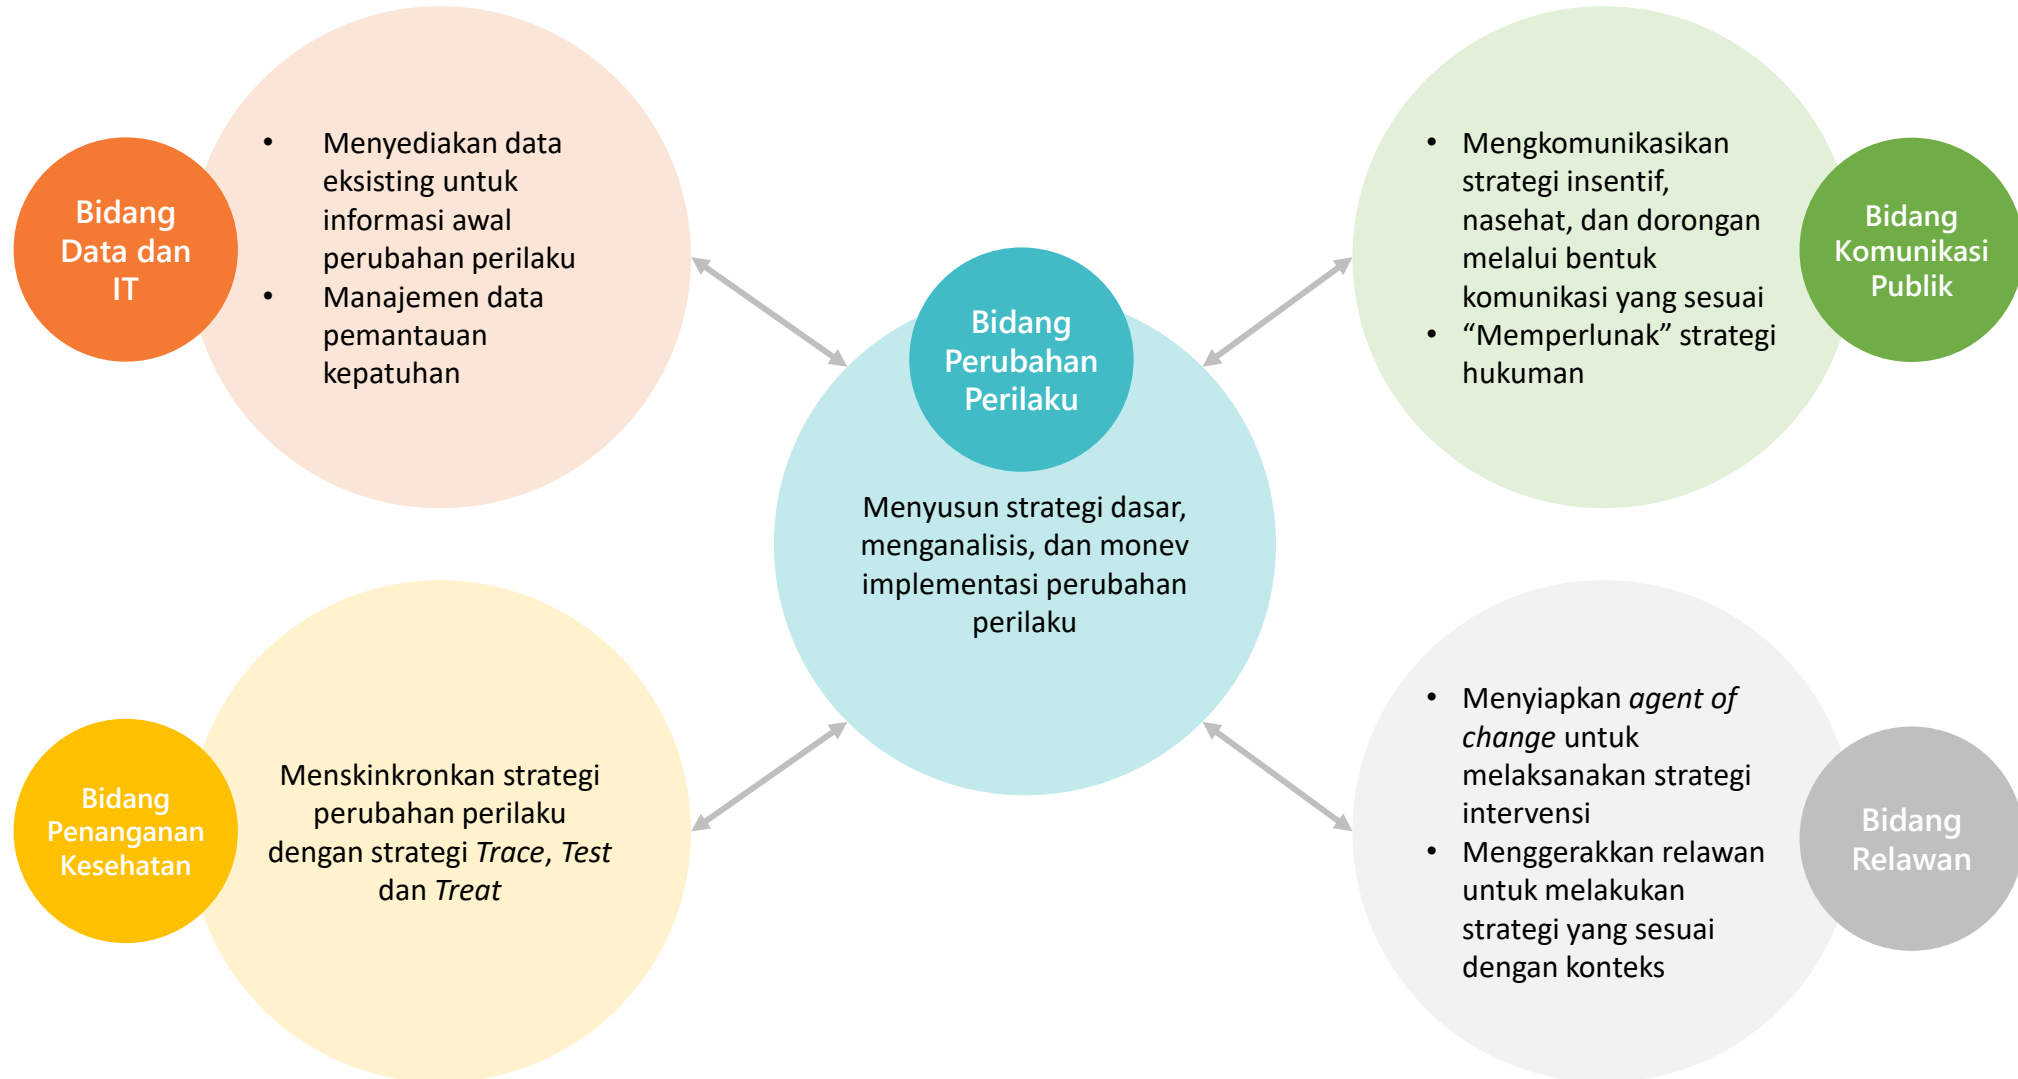 Bidang
Data dan
IT
• Menyediakan data
eksisting untuk
informasi awal
perubahan perilaku
• Manajemen data
pemantauan
kepatuhan
Bidang
Perubahan
Perilaku
Menyusun strategi dasar,
menganalisis, dan monev
implementasi perubahan
perilaku
• Mengkomunikasikan
strategi insentif,
nasehat, dan dorongan
melalui bentuk
komunikasi yang sesuai
• “Memperlunak” strategi
hukuman
Bidang
Komunikasi
Publik
Bidang
Penanganan
Kesehatan
Menskinkronkan strategi
perubahan perilaku
dengan strategi Trace, Test
dan Treat
• Menyiapkan agent of
change untuk
melaksanakan strategi
intervensi
• Menggerakkan relawan
untuk melakukan
strategi yang sesuai
dengan konteks
Bidang
Relawan